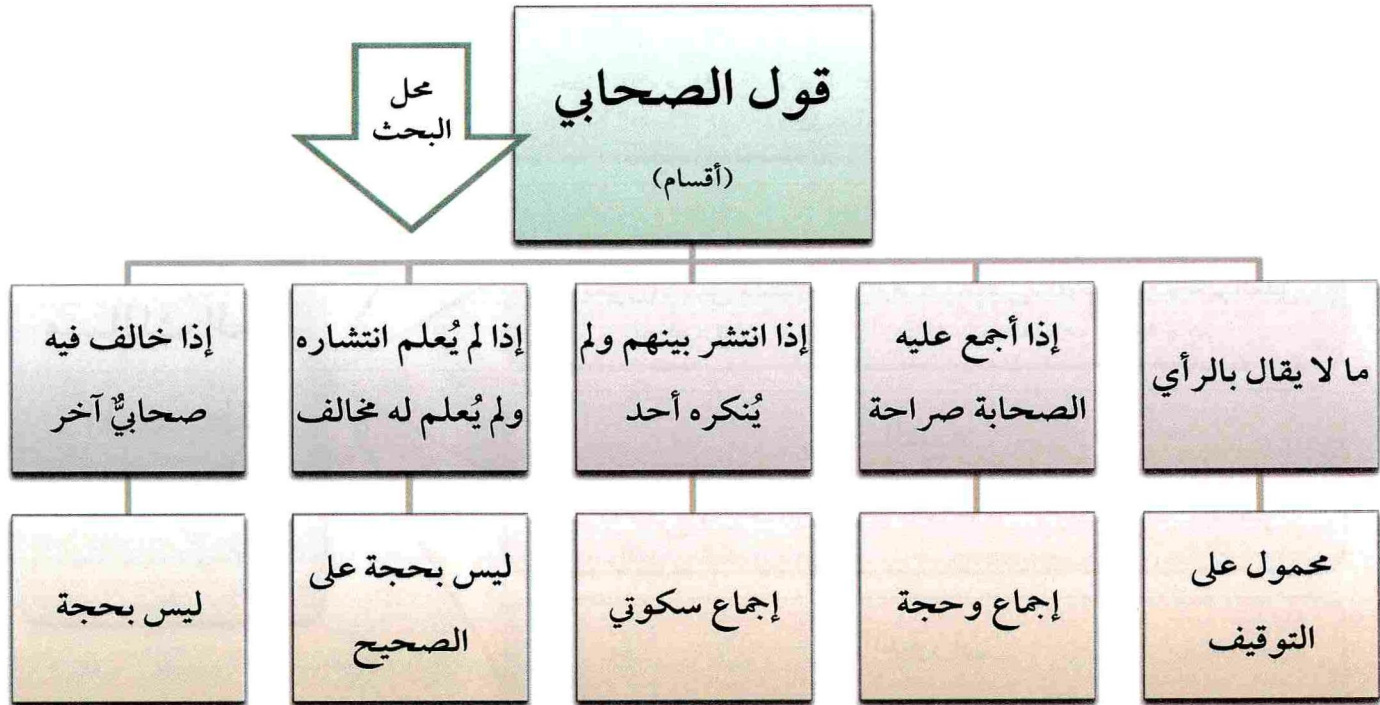 قول الصحابي
(أقسام)
محل
البحث
ما لا يقال بالرأي
إذا أجمع عليه
الصحابة صراحة
إذا انتشر بينهم ولم
يُنكره أحد
إذا لم يُعلم انتشاره
ولم يُعلم له مخالف
إذا خالف فيه
صحابيٌّ آخر
محمول على
التوقيف
إجماع وحجة
إجماع سكوتي
ليس بحجة على
الصحيح
ليس بحجة